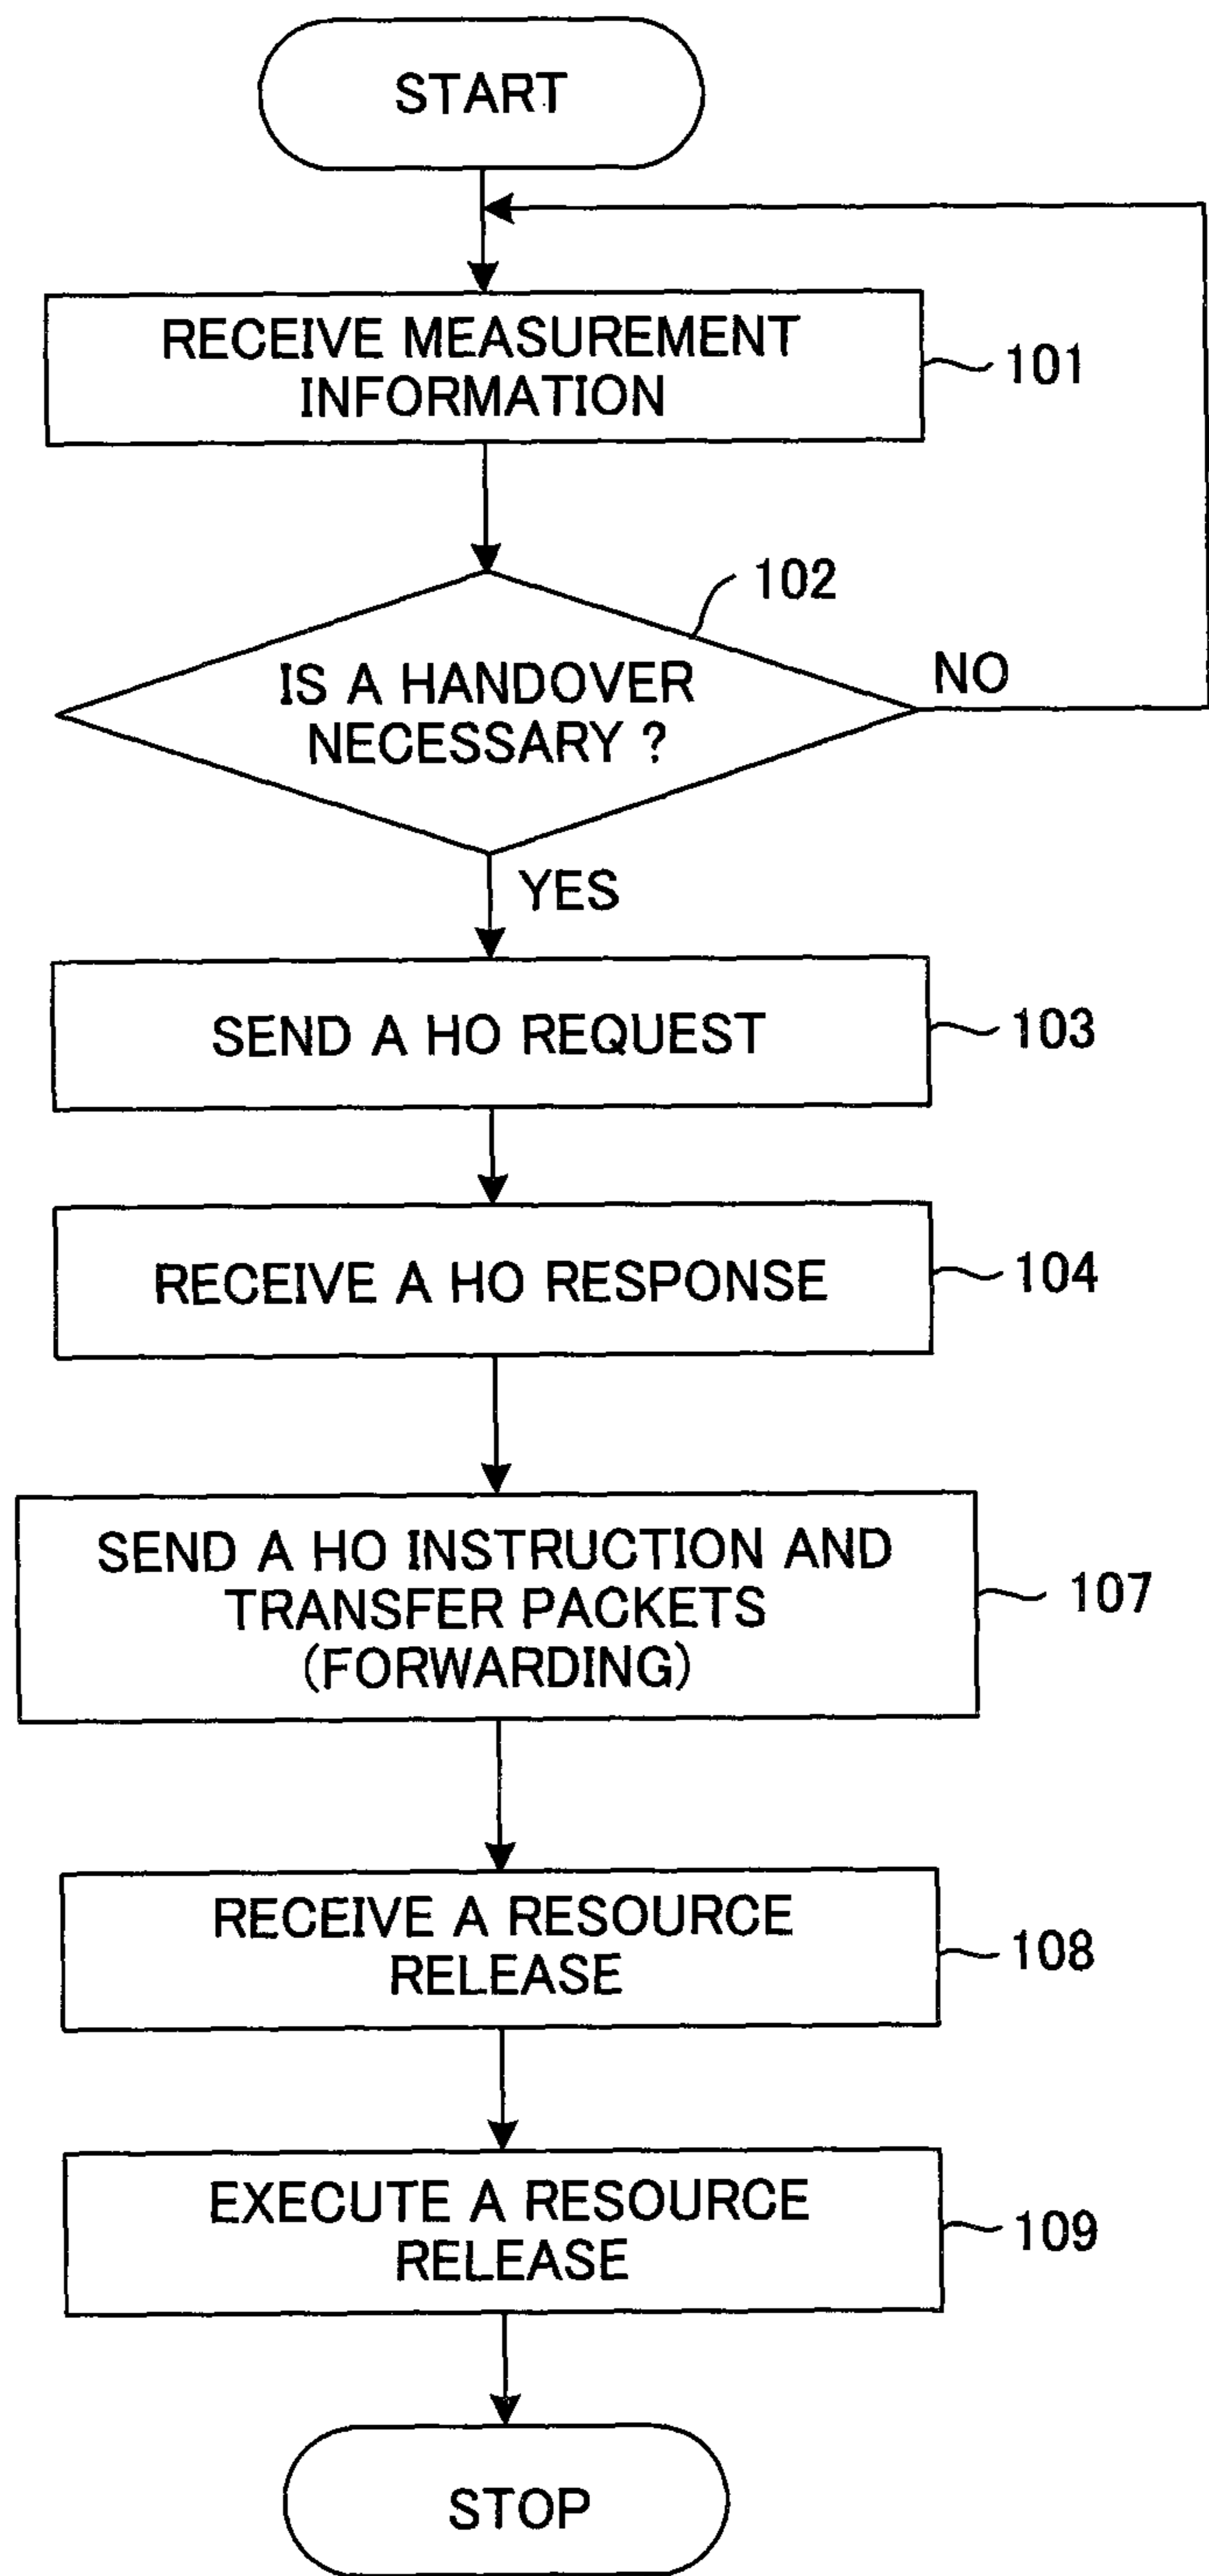 START
RECEIVE MEASUREMENT
INFORMATION
101
102
IS A HANDOVER
NECESSARY ?
NO
YES
SEND A HO REQUEST
103
RECEIVE A HO RESPONSE
104
SEND A HO INSTRUCTION AND
TRANSFER PACKETS
(FORWARDING)
107
RECEIVE A RESOURCE
RELEASE
108
EXECUTE A RESOURCE
RELEASE
109
STOP